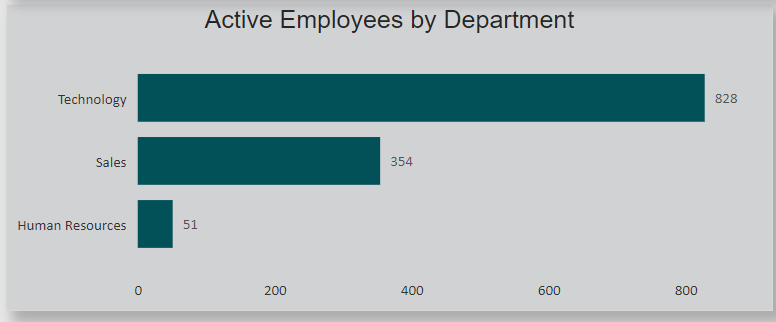 Active Employees by Department
Technology 828
Sales 354
Human Resources 51
0 200 400 600 800